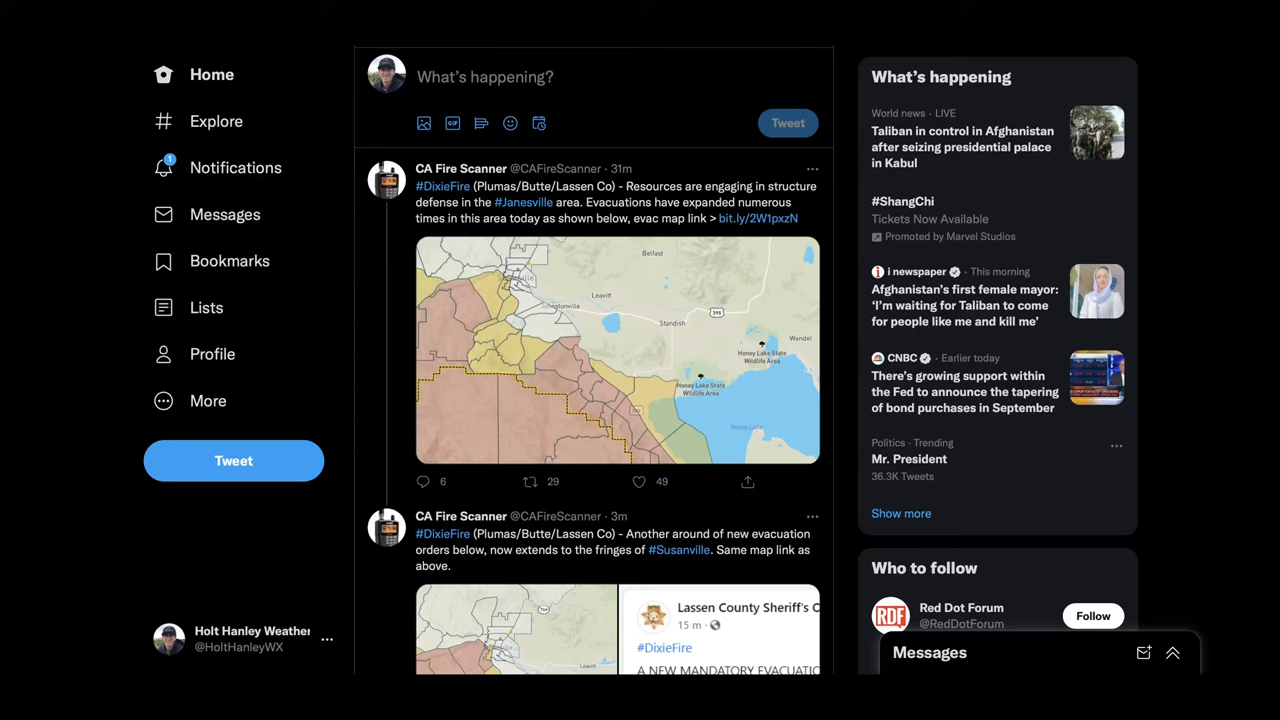 Home
Explore
1
Notifications
Messages
Bookmarks
Lists
Profile
More
Tweet
Holt Hanley Weather
@HoltHanleyWX
What's happening?
GIF
Tweet
CA Fire Scanner @CAFireScanner · 31m
#DixieFire (Plumas/Butte/Lassen Co) - Resources are engaging in structure
defense in the #Janesville area. Evacuations have expanded numerous
times in this area today as shown below, evac map link > bit.ly/2W1pxzN
Belfast
Leavitt
Johnstonville
Standish
395
Wendel
Honey Lake State
Wildlife Area
Honey Lake State
Wildlife Area
Honey Lake
6
29
49
CA Fire Scanner @CAFireScanner · 3m
#DixieFire (Plumas/Butte/Lassen Co) - Another around of new evacuation
orders below, now extends to the fringes of #Susanville. Same map link as
above.
Leavitt
Lassen County Sheriff's O
15 m ·
#DixieFire
A NEW MANDATORY EVACUATIO
What's happening
World news · LIVE
Taliban in control in Afghanistan
after seizing presidential palace
in Kabul
#ShangChi
Tickets Now Available
Promoted by Marvel Studios
i newspaper · This morning
Afghanistan's first female mayor:
'I'm waiting for Taliban to come
for people like me and kill me'
CNBC · Earlier today
There's growing support within
the Fed to announce the tapering
of bond purchases in September
Politics · Trending
Mr. President
36.3K Tweets
Show more
Who to follow
RDF
Red Dot Forum
@RedDotForum
Follow
Messages